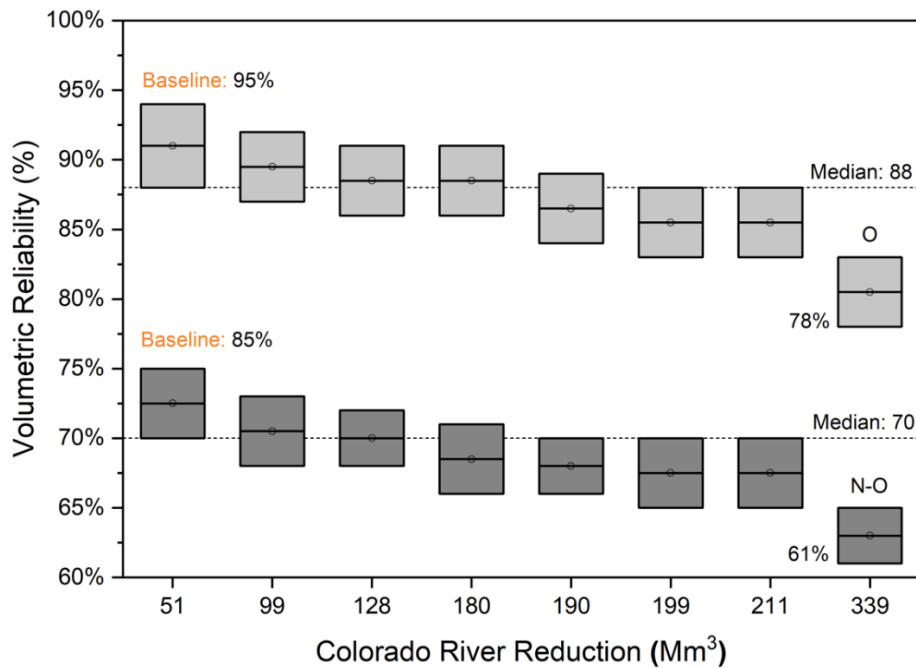 100%
95%
90%
85%
80%
75%
70%
65%
60%
Volumetric Reliability (%)
Baseline: 95%
Median: 88
O
78%
Baseline: 85%
Median: 70
N-O
61%
51 99 128 180 190 199 211 339
Colorado River Reduction (Mm³)